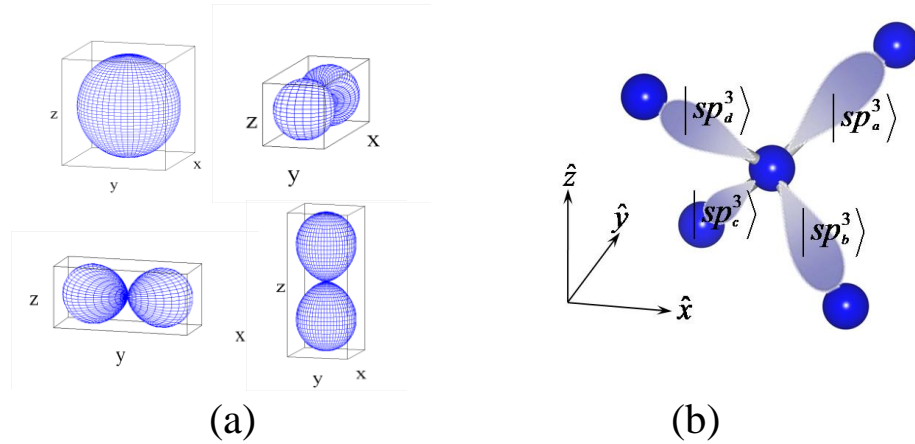 z
y
x
z
y
x
z
y
x
z
y
x
|sp³_d⟩
|sp³_a⟩
|sp³_c⟩
|sp³_b⟩
ẑ
ŷ
x̂
(a)
(b)